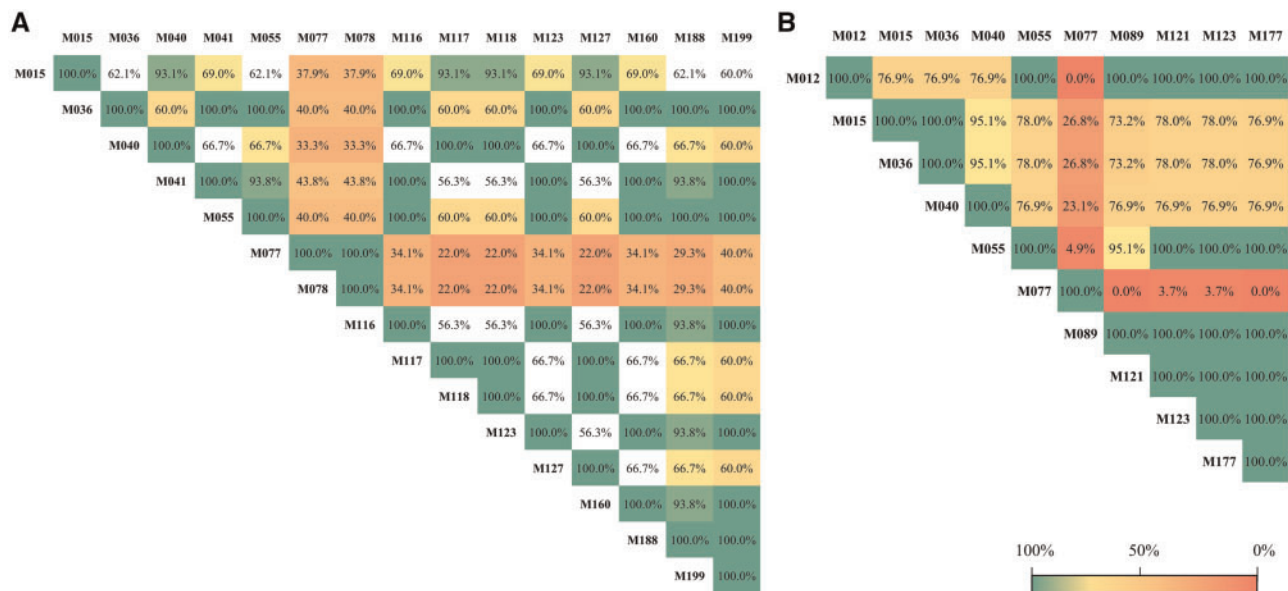 A
M015 M036 M040 M041 M055 M077 M078 M116 M117 M118 M123 M127 M160 M188 M199
M015 100.0% 62.1% 93.1% 69.0% 62.1% 37.9% 37.9% 69.0% 93.1% 93.1% 69.0% 93.1% 69.0% 62.1% 60.0%
M036 100.0% 60.0% 100.0% 100.0% 40.0% 40.0% 100.0% 60.0% 60.0% 100.0% 60.0% 100.0% 100.0% 100.0%
M040 100.0% 66.7% 66.7% 33.3% 33.3% 66.7% 100.0% 100.0% 66.7% 100.0% 66.7% 66.7% 60.0%
M041 100.0% 93.8% 43.8% 43.8% 100.0% 56.3% 56.3% 100.0% 56.3% 100.0% 93.8% 100.0%
M055 100.0% 40.0% 40.0% 100.0% 60.0% 60.0% 100.0% 60.0% 100.0% 100.0% 100.0%
M077 100.0% 100.0% 34.1% 22.0% 22.0% 34.1% 22.0% 34.1% 29.3% 40.0%
M078 100.0% 34.1% 22.0% 22.0% 34.1% 22.0% 34.1% 29.3% 40.0%
M116 100.0% 56.3% 56.3% 100.0% 56.3% 100.0% 93.8% 100.0%
M117 100.0% 100.0% 66.7% 100.0% 66.7% 66.7% 60.0%
M118 100.0% 66.7% 100.0% 66.7% 66.7% 60.0%
M123 100.0% 56.3% 100.0% 93.8% 100.0%
M127 100.0% 66.7% 66.7% 60.0%
M160 100.0% 93.8% 100.0%
M188 100.0% 100.0%
M199 100.0%
B
M012 M015 M036 M040 M055 M077 M089 M121 M123 M177
M012 100.0% 76.9% 76.9% 76.9% 100.0% 0.0% 100.0% 100.0% 100.0% 100.0%
M015 100.0% 100.0% 95.1% 78.0% 26.8% 73.2% 78.0% 78.0% 76.9%
M036 100.0% 95.1% 78.0% 26.8% 73.2% 78.0% 78.0% 76.9%
M040 100.0% 76.9% 23.1% 76.9% 76.9% 76.9% 76.9%
M055 100.0% 4.9% 95.1% 100.0% 100.0% 100.0%
M077 100.0% 0.0% 3.7% 3.7% 0.0%
M089 100.0% 100.0% 100.0% 100.0%
M121 100.0% 100.0% 100.0%
M123 100.0% 100.0%
M177 100.0%
100% 50% 0%